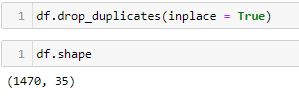 1 df.drop_duplicates(inplace = True)
1 df.shape
(1470, 35)